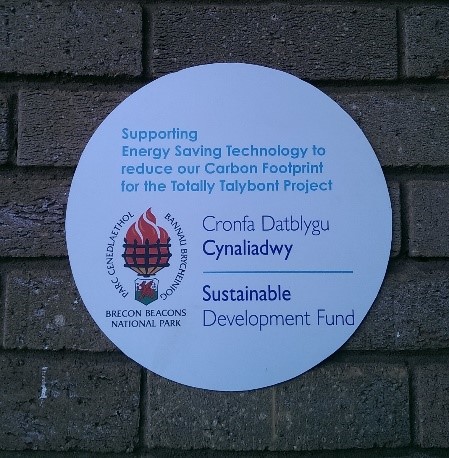 Supporting
Energy Saving Technology to
reduce our Carbon Footprint
for the Totally Talybont Project
PARC CENEDLAETHOL
BANNAU BRYCHEINIOG
BRECON BEACONS
NATIONAL PARK
Cronfa Datblygu
Cynaliadwy
Sustainable
Development Fund